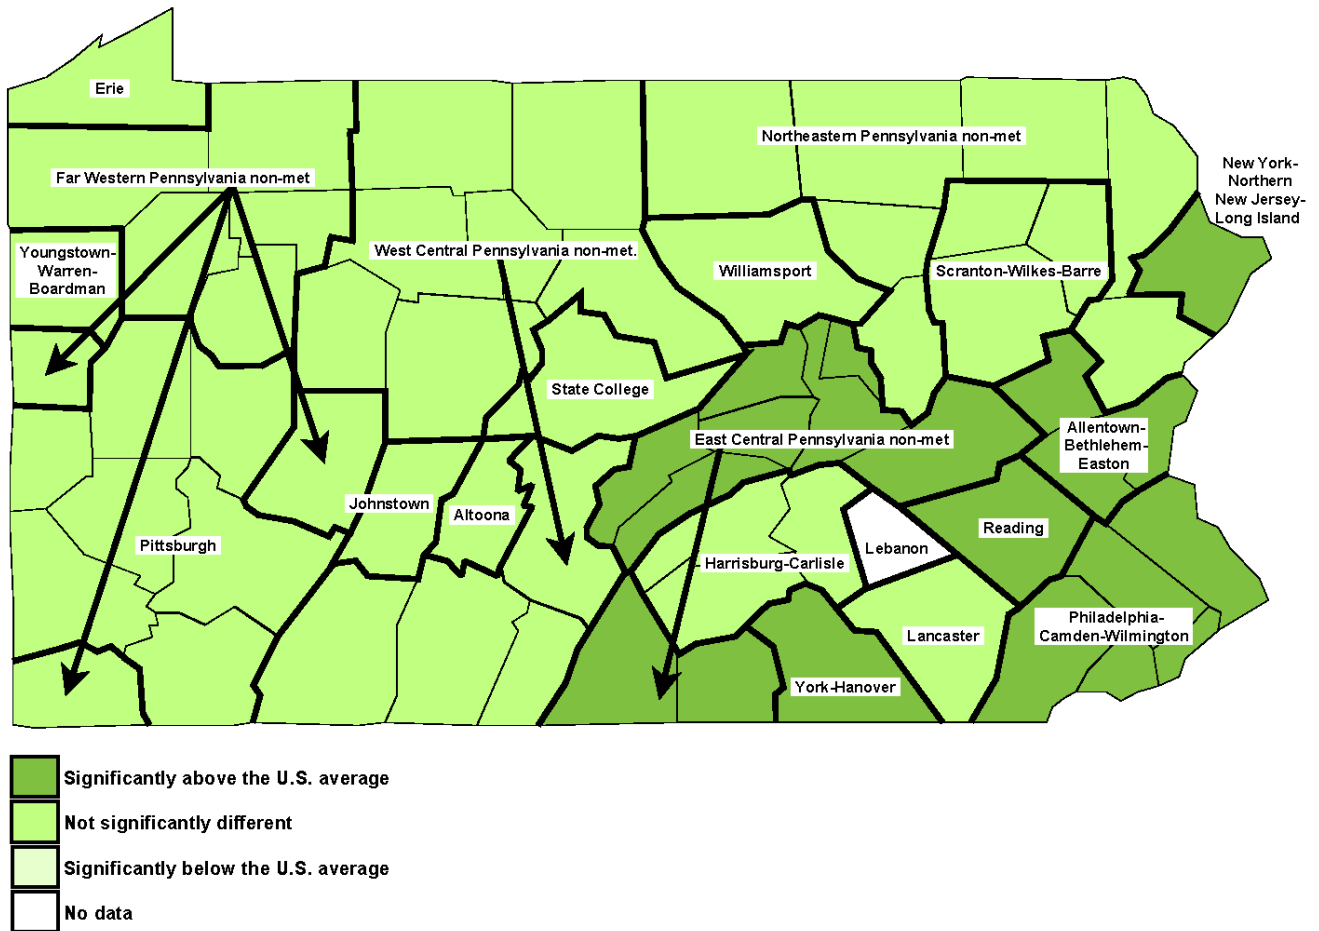 Erie
Northeastern Pennsylvania non-met
New York-
Northern
New Jersey-
Long Island
Far Western Pennsylvania non-met
West Central Pennsylvania non-met.
Youngstown-
Warren-
Boardman
Williamsport
Scranton-Wilkes-Barre
State College
East Central Pennsylvania non-met
Allentown-
Bethlehem-
Easton
Johnstown
Altoona
Reading
Pittsburgh
Lebanon
Harrisburg-Carlisle
Philadelphia-
Camden-Wilmington
Lancaster
York-Hanover
Significantly above the U.S. average
Not significantly different
Significantly below the U.S. average
No data